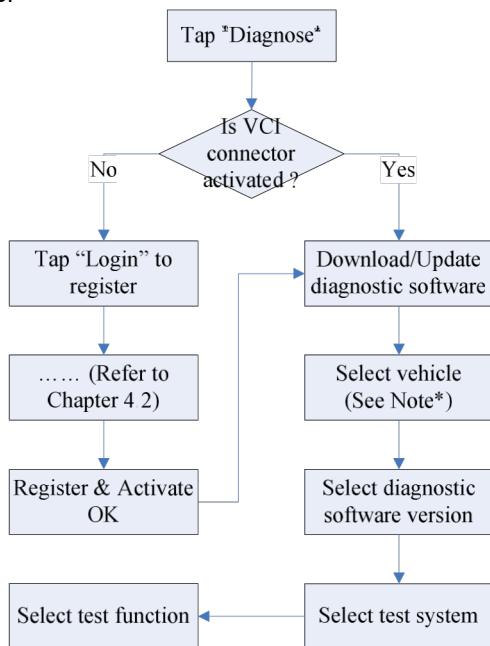 Tap "Diagnose"
Is VCI
connector
activated ?
No
Yes
Tap “Login” to
register
Download/Update
diagnostic software
…… (Refer to
Chapter 4.2)
Select vehicle
(See Note*)
Register & Activate
OK
Select diagnostic
software version
Select test function
Select test system